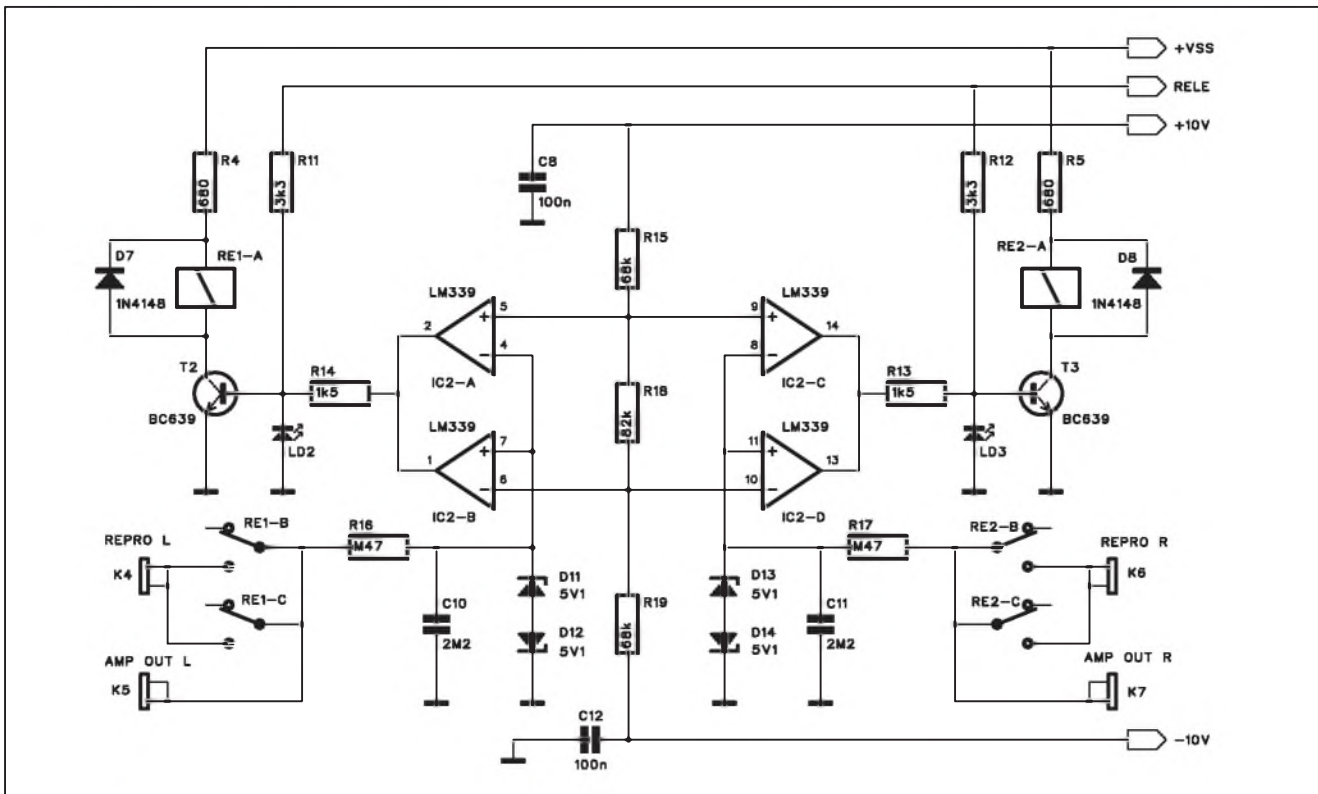 +VSS
RELE
+10V
R4
680
R11
3k3
C8
100n
R12
3k3
R5
680
D7
1N4148
RE1-A
R15
68k
RE2-A
D8
1N4148
LM339
5
4
2
IC2-A
LM339
9
8
14
IC2-C
T2
BC639
R14
1k5
LD2
R18
82k
R13
1k5
T3
BC639
LD3
LM339
7
6
1
IC2-B
LM339
11
10
13
IC2-D
REPRO L
K4
RE1-B
RE1-C
R16
M47
R17
M47
RE2-B
RE2-C
REPRO R
K6
C10
2M2
D11
5V1
D12
5V1
R19
68k
D13
5V1
D14
5V1
C11
2M2
AMP OUT L
K5
AMP OUT R
K7
C12
100n
-10V